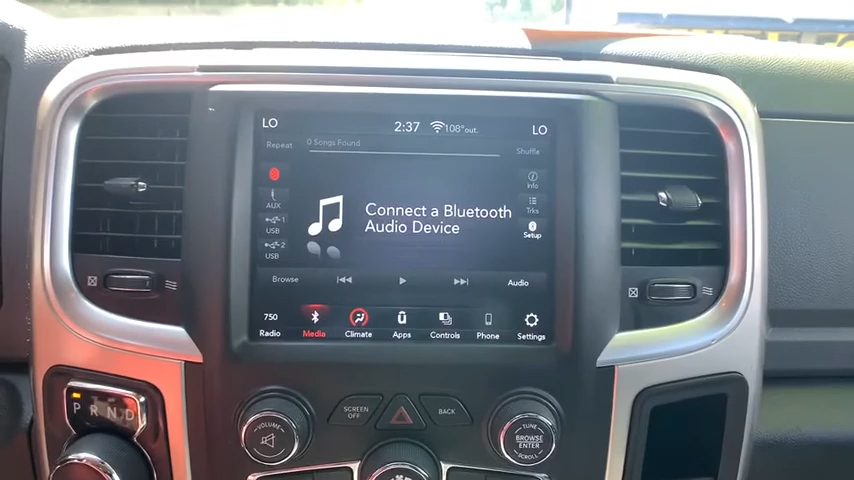 LO
2:37
108°out.
LO
Repeat
0 Songs Found
Shuffle
AUX
USB 1
USB 2
Connect a Bluetooth
Audio Device
Info
Trks
Setup
Browse
Audio
750
Radio
Media
Climate
Apps
Controls
Phone
Settings
P R N D
VOLUME
SCREEN
OFF
BACK
TUNE
BROWSE
ENTER
SCROLL